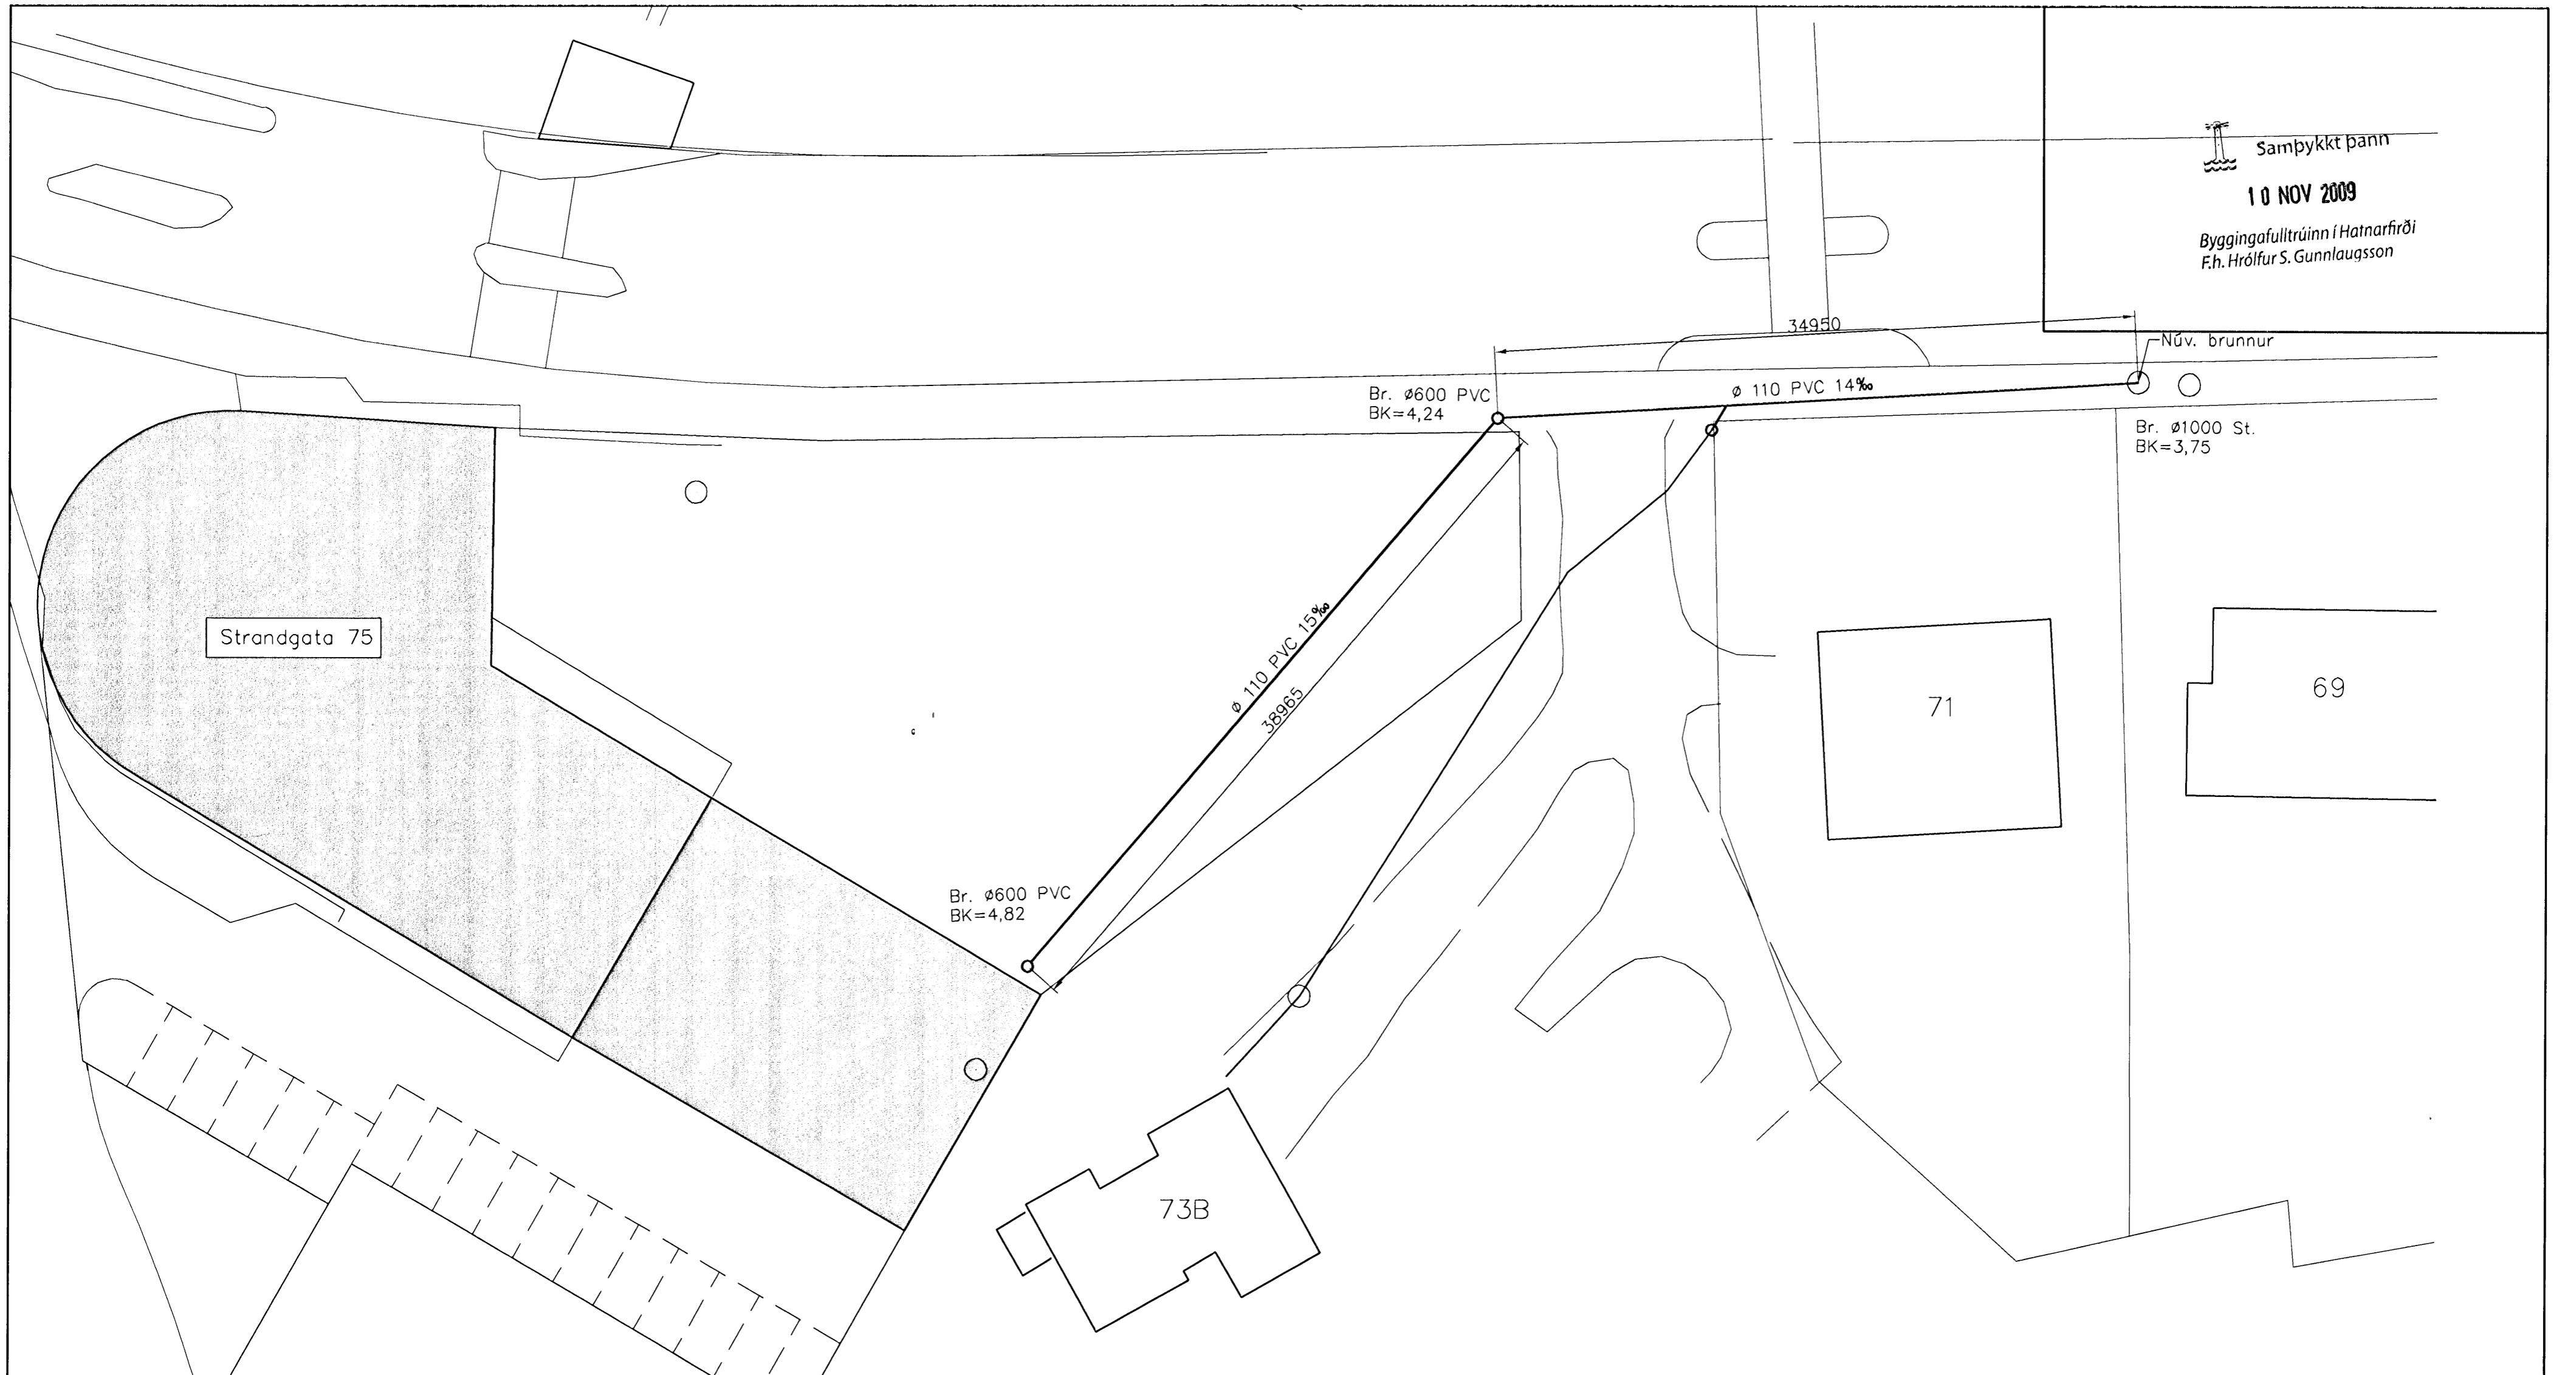 Samþykkt þann
10 NOV 2009
Byggingafulltrúinn í Hafnarfirði
F.h. Hrólfur S. Gunnlaugsson
34950
Núv. brunnur
Br. ø600 PVC
BK=4,24
ø 110 PVC 14‰
Br. ø1000 St.
BK=3,75
Strandgata 75
ø 110 PVC 15‰
38965
71
69
Br. ø600 PVC
BK=4,82
73B